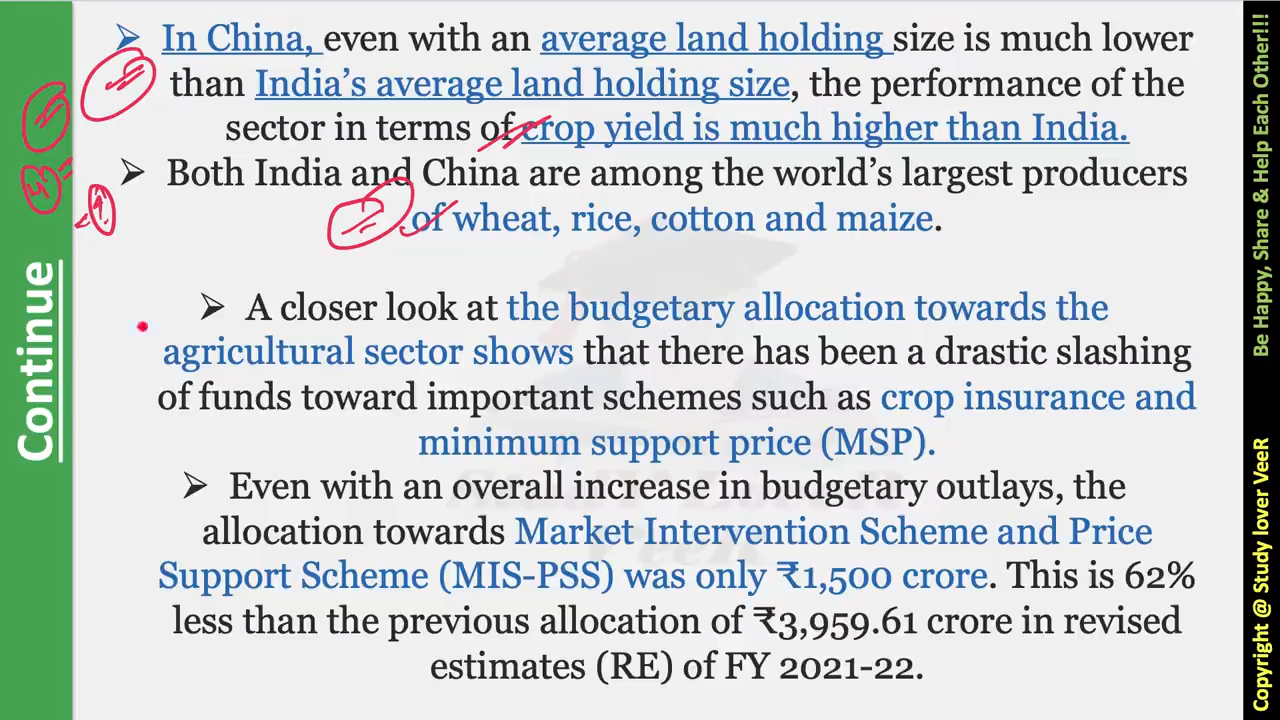 ➢ In China, even with an average land holding size is much lower
than India's average land holding size, the performance of the
sector in terms of crop yield is much higher than India.
➢ Both India and China are among the world's largest producers
of wheat, rice, cotton and maize.
➢ A closer look at the budgetary allocation towards the
agricultural sector shows that there has been a drastic slashing
of funds toward important schemes such as crop insurance and
minimum support price (MSP).
➢ Even with an overall increase in budgetary outlays, the
allocation towards Market Intervention Scheme and Price
Support Scheme (MIS-PSS) was only ₹1,500 crore. This is 62%
less than the previous allocation of ₹3,959.61 crore in revised
estimates (RE) of FY 2021-22.
Continue
Be Happy, Share & Help Each Other!!!
Copyright @ Study lover VeeR